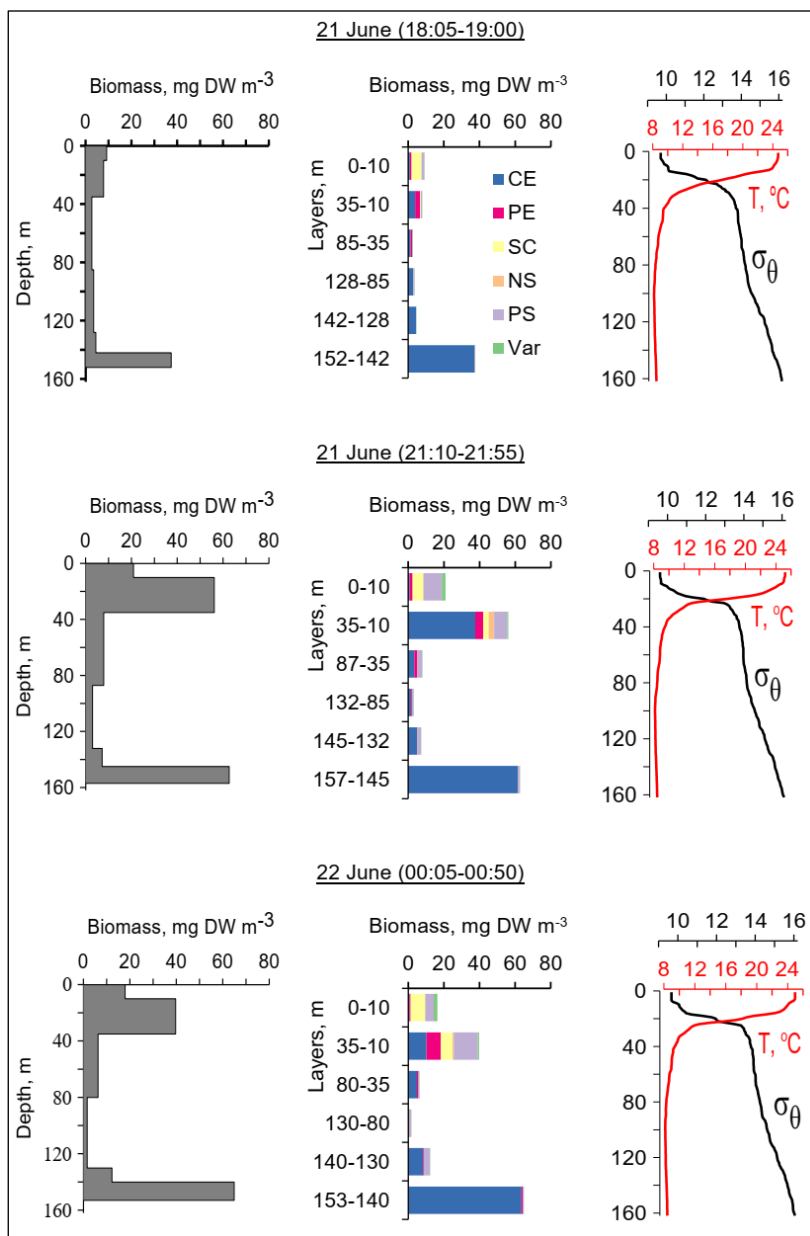 21 June (18:05-19:00)
Biomass, mg DW m-3
0 20 40 60 80
Depth, m
0
40
80
120
160
Biomass, mg DW m-3
0 20 40 60 80
Layers, m
0-10
35-10
85-35
128-85
142-128
152-142
CE
PE
SC
NS
PS
Var
10 12 14 16
8 12 16 20 24
0
40
80
120
160
T, ºC
σθ
21 June (21:10-21:55)
Biomass, mg DW m-3
0 20 40 60 80
Depth, m
0
40
80
120
160
Biomass, mg DW m-3
0 20 40 60 80
Layers, m
0-10
35-10
87-35
132-85
145-132
157-145
10 12 14 16
8 12 16 20 24
0
40
80
120
160
T, ºC
σθ
22 June (00:05-00:50)
Biomass, mg DW m-3
0 20 40 60 80
Depth, m
0
40
80
120
160
Biomass, mg DW m-3
0 20 40 60 80
Layers, m
0-10
35-10
80-35
130-80
140-130
153-140
10 12 14 16
8 12 16 20 24
0
40
80
120
160
T, ºC
σθ